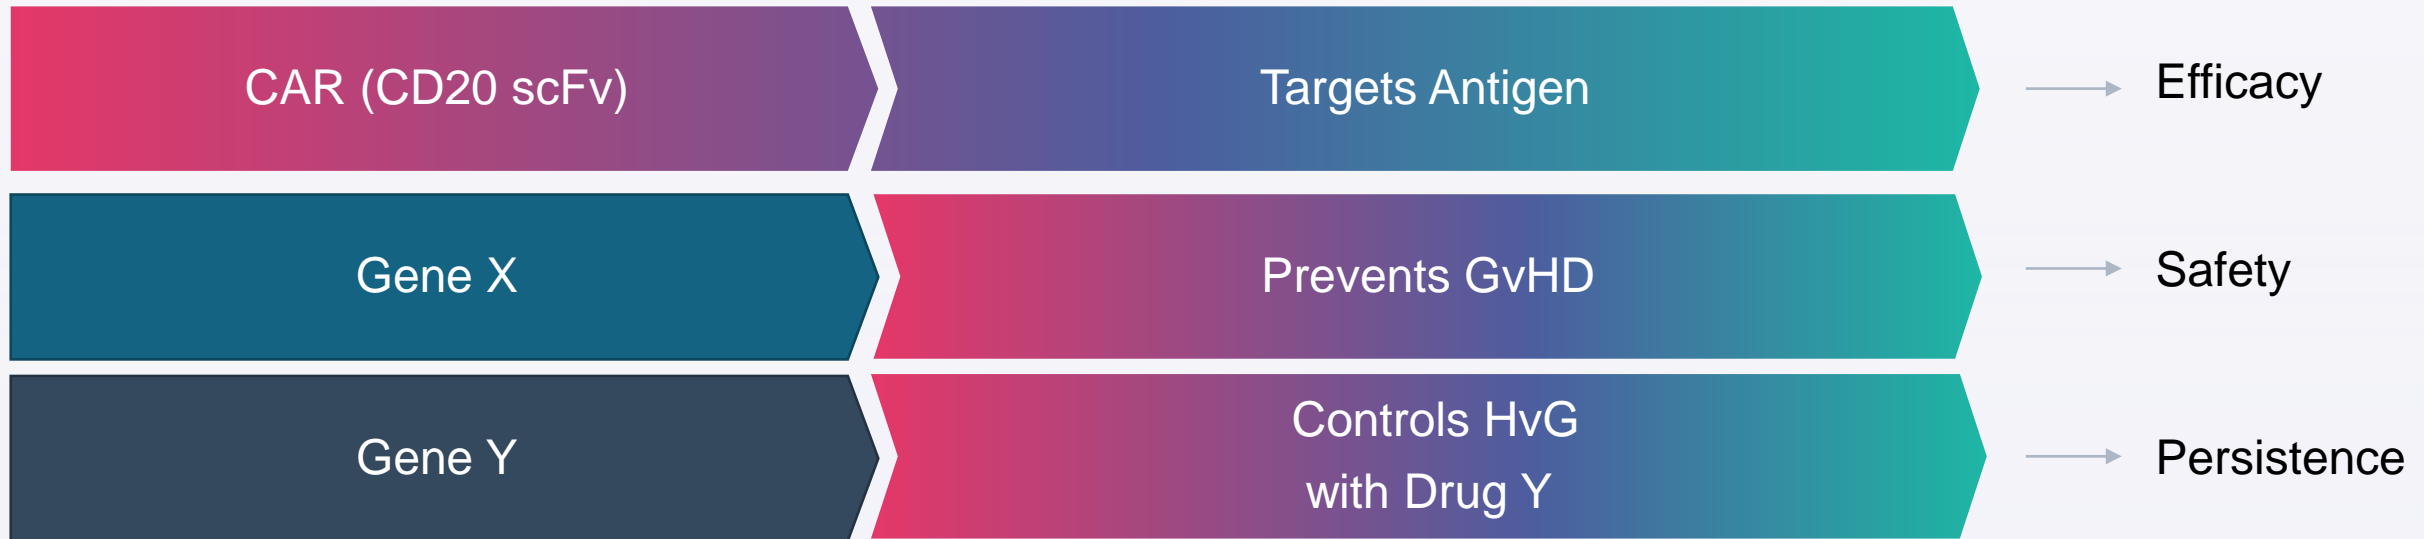 CAR (CD20 scFv)
Targets Antigen
Efficacy
Gene X
Prevents GvHD
Safety
Gene Y
Controls HvG
with Drug Y
Persistence